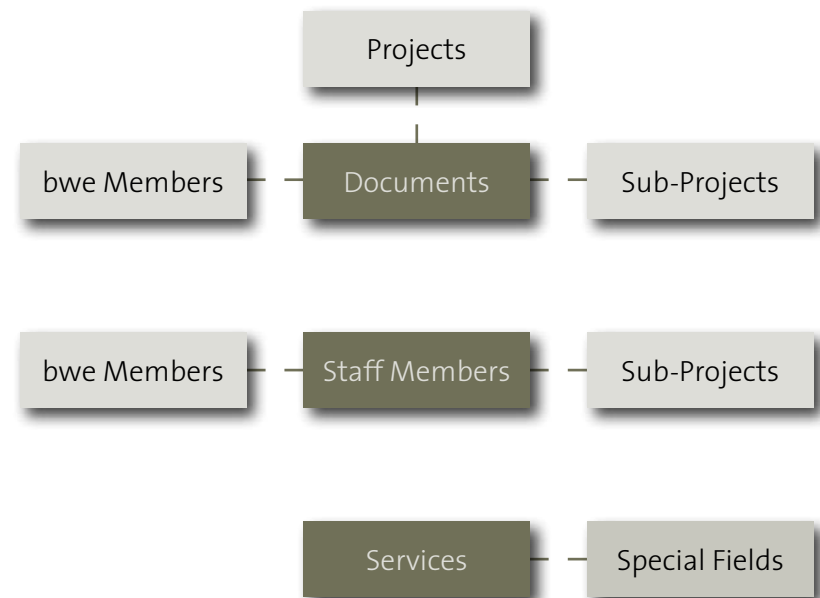 Projects
bwe Members
Documents
Sub-Projects
bwe Members
Staff Members
Sub-Projects
Services
Special Fields